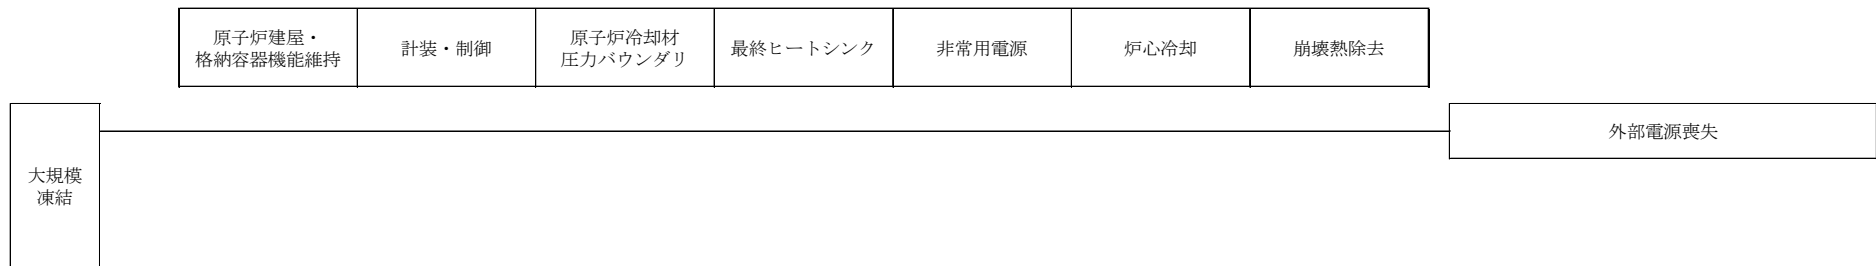 原子炉建屋・
格納容器機能維持
計装・制御
原子炉冷却材
圧力バウンダリ
最終ヒートシンク
非常用電源
炉心冷却
崩壊熱除去
外部電源喪失
大規模
凍結